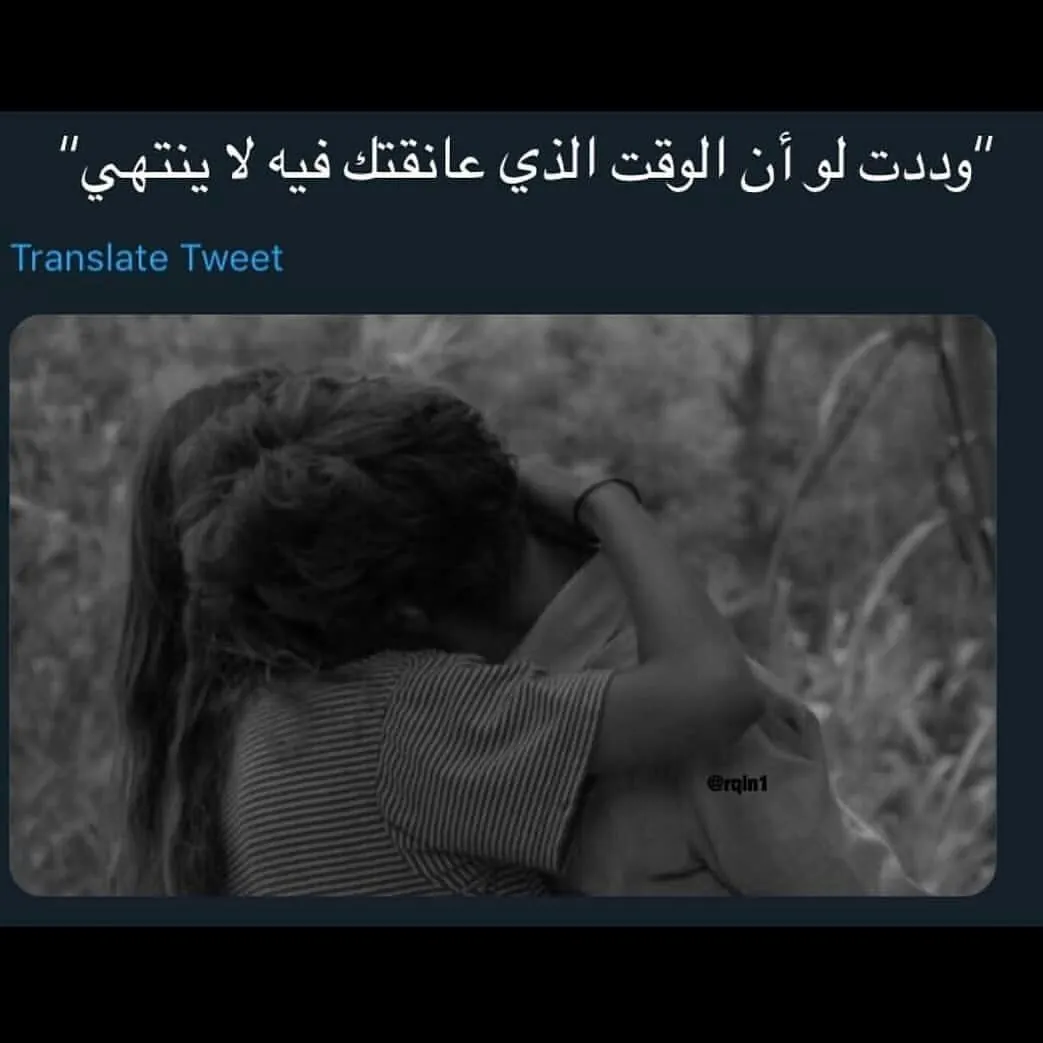 "وددت لو أن الوقت الذي عانقتك فيه لا ينتهي"
Translate Tweet
@rqin1